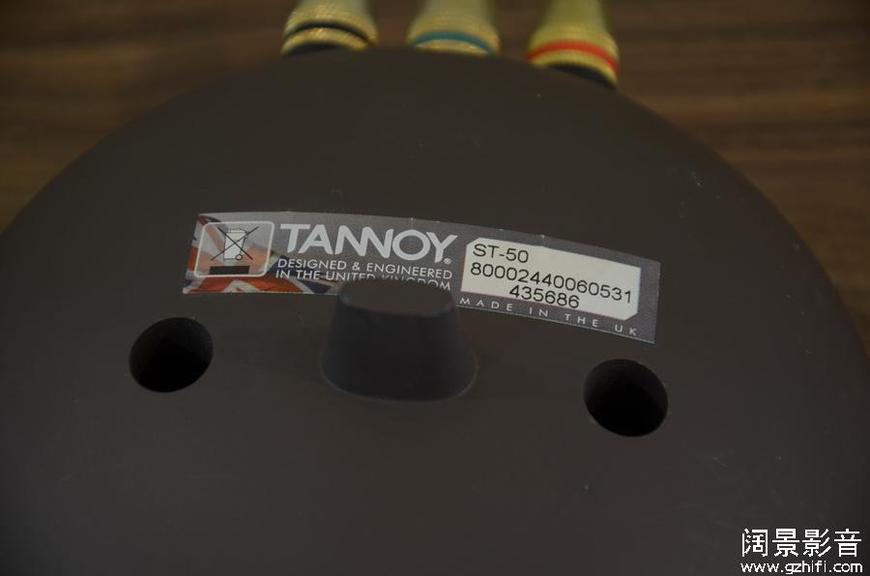 TANNOY®
DESIGNED & ENGINEERED
IN THE UNITED KINGDOM
ST-50
80002440060531
435686
MADE IN THE UK
阔景影音
www.gzhifi.com